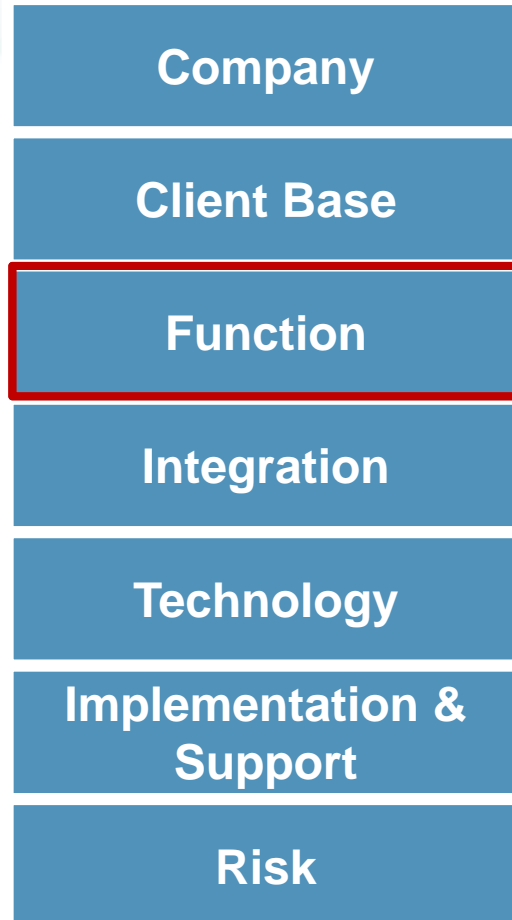 Company
Client Base
Function
Integration
Technology
Implementation &
Support
Risk